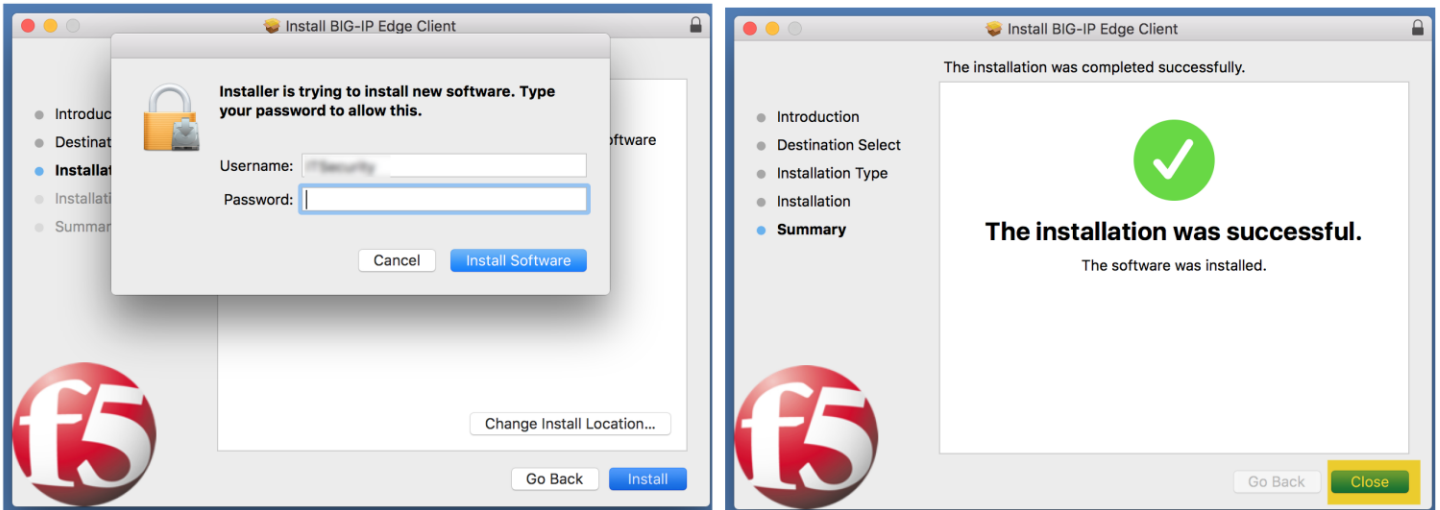 Install BIG-IP Edge Client
Installer is trying to install new software. Type
your password to allow this.
Introduc
Destinat
ftware
Installat
Username:
Installati
Password:
Summar
Cancel
Install Software
Change Install Location...
f5
Go Back
Install
Install BIG-IP Edge Client
The installation was completed successfully.
Introduction
Destination Select
Installation Type
Installation
Summary
The installation was successful.
The software was installed.
f5
Go Back
Close